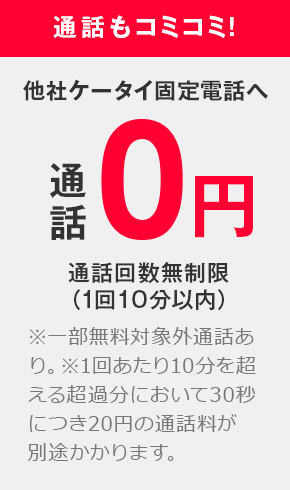 通話もコミコミ!
他社ケータイ固定電話へ
通話0円
通話回数無制限
（1回10分以内）
※一部無料対象外通話あ
り。※1回あたり10分を超
える超過分において30秒
につき20円の通話料が
別途かかります。